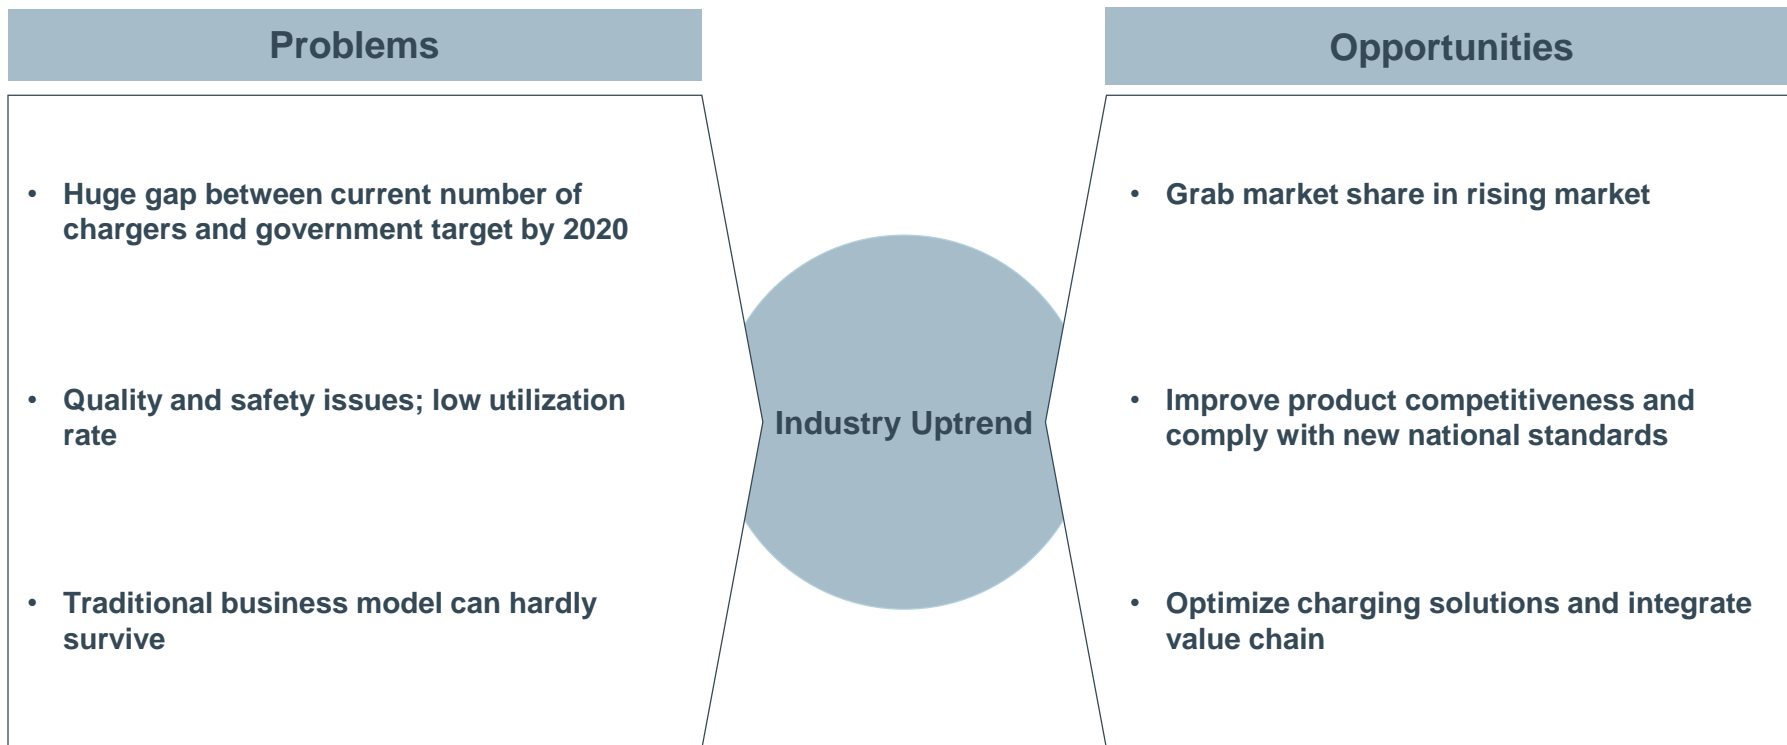 Problems
• Huge gap between current number of
chargers and government target by 2020
• Quality and safety issues; low utilization
rate
• Traditional business model can hardly
survive
Industry Uptrend
Opportunities
• Grab market share in rising market
• Improve product competitiveness and
comply with new national standards
• Optimize charging solutions and integrate
value chain